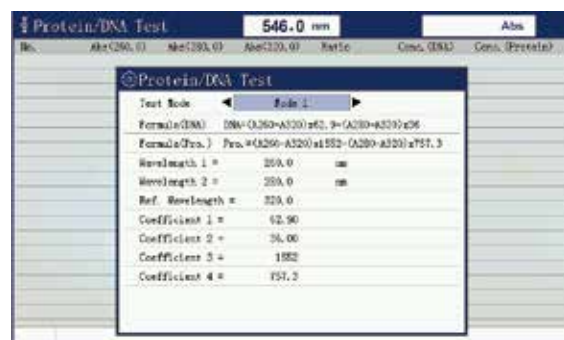 Protein/DNA Test 546.0 nm Abs
No. Abs(260.0) Abs(280.0) Abs(320.0) Ratio Conc.(DNA) Conc.(Protein)
Protein/DNA Test
Test Mode Mode 1
Formula(DNA) DNA=(A260-A320)x62.9-(A280-A320)x36
Formula(Pro.) Pro.=(A280-A320)x1552-(A260-A320)x757.3
Wavelength 1 = 260.0 nm
Wavelength 2 = 280.0 nm
Ref. Wavelength = 320.0
Coefficient 1 = 62.90
Coefficient 2 = 36.00
Coefficient 3 = 1552
Coefficient 4 = 757.3